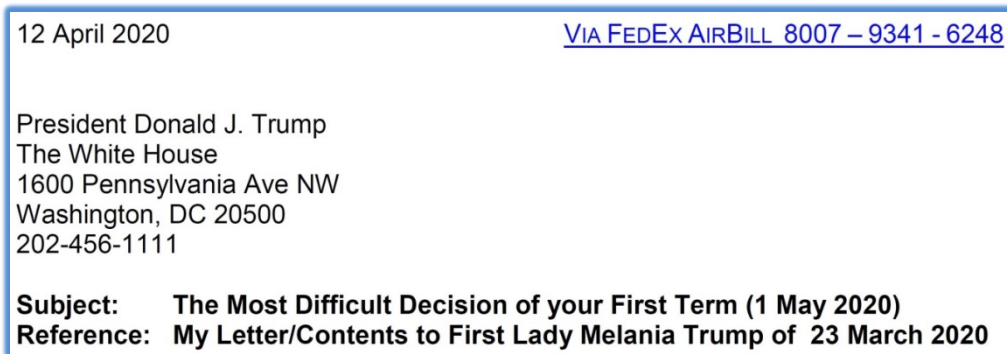 12 April 2020 VIA FEDEX AIRBILL 8007 – 9341 - 6248
President Donald J. Trump
The White House
1600 Pennsylvania Ave NW
Washington, DC 20500
202-456-1111
Subject: The Most Difficult Decision of your First Term (1 May 2020)
Reference: My Letter/Contents to First Lady Melania Trump of 23 March 2020